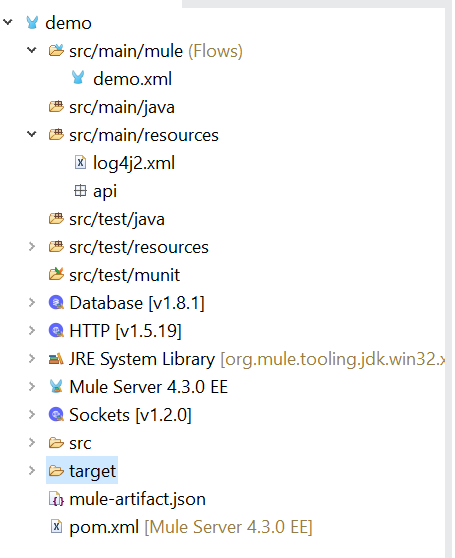 demo
src/main/mule (Flows)
demo.xml
src/main/java
src/main/resources
log4j2.xml
api
src/test/java
src/test/resources
src/test/munit
Database [v1.8.1]
HTTP [v1.5.19]
JRE System Library [org.mule.tooling.jdk.win32.x
Mule Server 4.3.0 EE
Sockets [v1.2.0]
src
target
mule-artifact.json
pom.xml [Mule Server 4.3.0 EE]